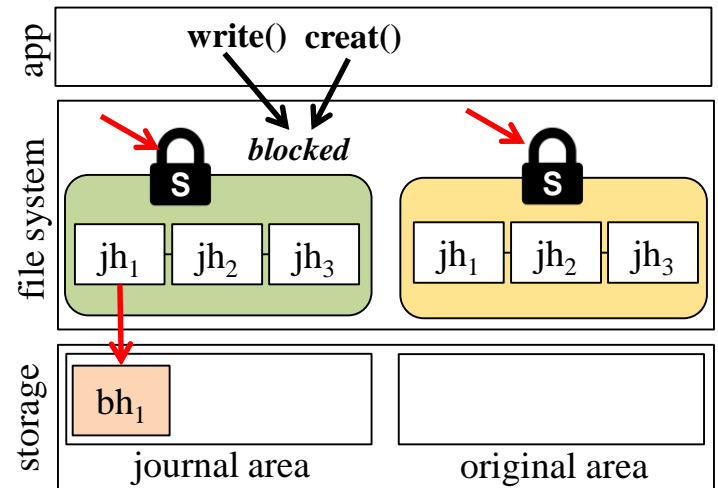 app
write() creat()
file system
blocked
S
S
jh₁ jh₂ jh₃
jh₁ jh₂ jh₃
storage
bh₁
journal area
original area